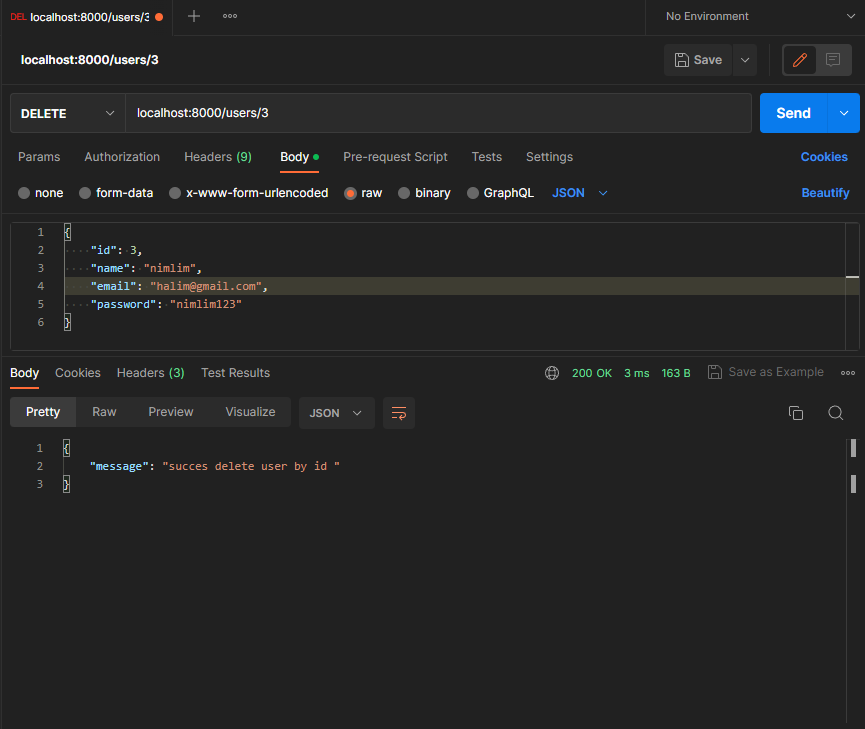 DEL localhost:8000/users/3
No Environment
localhost:8000/users/3
Save
DELETE localhost:8000/users/3 Send
Params Authorization Headers (9) Body Pre-request Script Tests Settings Cookies
none form-data x-www-form-urlencoded raw binary GraphQL JSON Beautify
1 {
2 "id": 3,
3 "name": "nimlim",
4 "email": "halim@gmail.com",
5 "password": "nimlim123"
6 }
Body Cookies Headers (3) Test Results 200 OK 3 ms 163 B Save as Example
Pretty Raw Preview Visualize JSON
1 {
2 "message": "succes delete user by id "
3 }